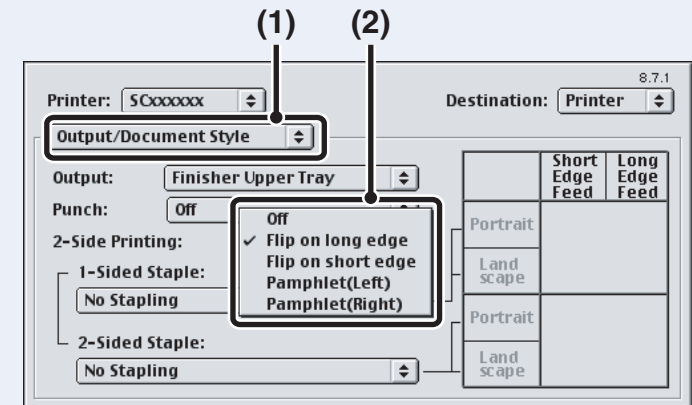 (1) (2)
8.7.1
Printer: SCxxxxxx Destination: Printer
Output/Document Style
Output: Finisher Upper Tray
Punch: Off
2-Side Printing:
Off
Flip on long edge
Flip on short edge
Pamphlet(Left)
Pamphlet(Right)
1-Sided Staple:
No Stapling
2-Sided Staple:
No Stapling
Short Edge Feed
Long Edge Feed
Portrait
Land
scape
Portrait
Land
scape